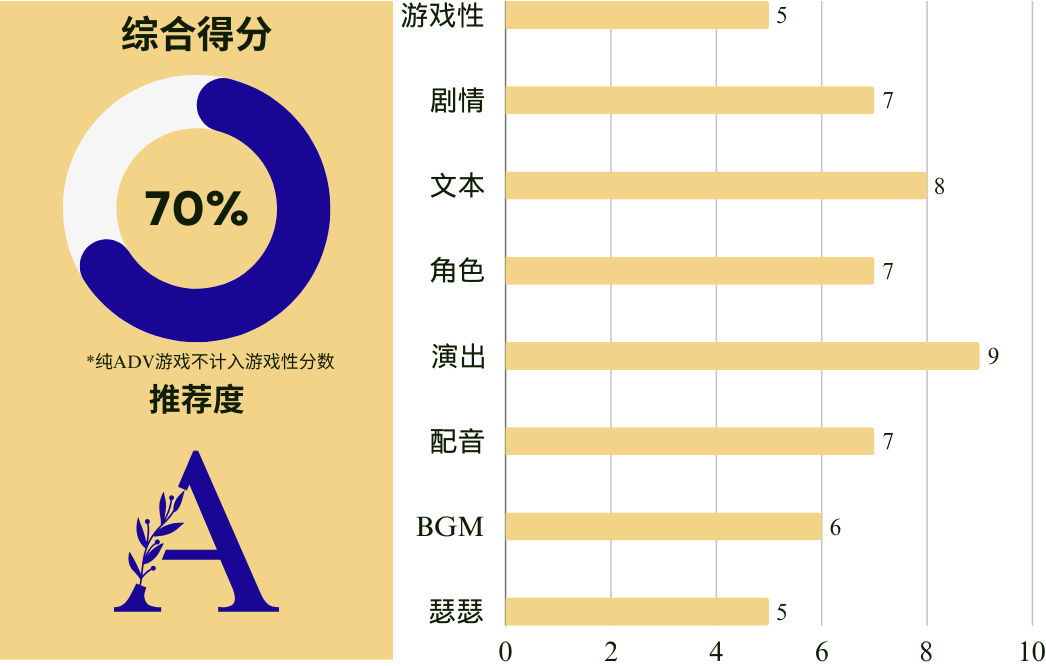 综合得分
70%
*纯ADV游戏不计入游戏性分数
推荐度
A
游戏性 5
剧情 7
文本 8
角色 7
演出 9
配音 7
BGM 6
瑟瑟 5
0 2 4 6 8 10